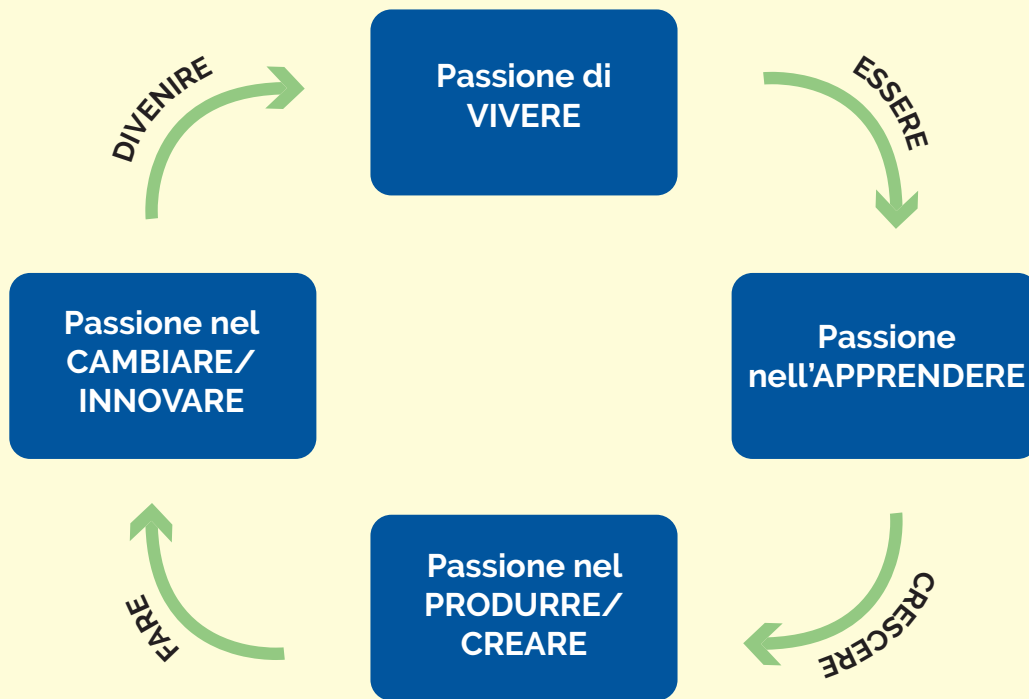 Passione di
VIVERE
ESSERE
Passione
nell’APPRENDERE
CRESCERE
Passione nel
PRODURRE/
CREARE
FARE
Passione nel
CAMBIARE/
INNOVARE
DIVENIRE